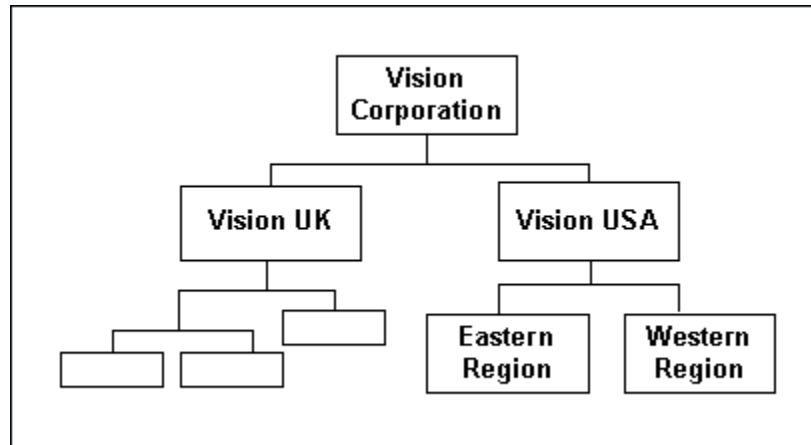 Vision
Corporation
Vision UK
Vision USA
Eastern
Region
Western
Region